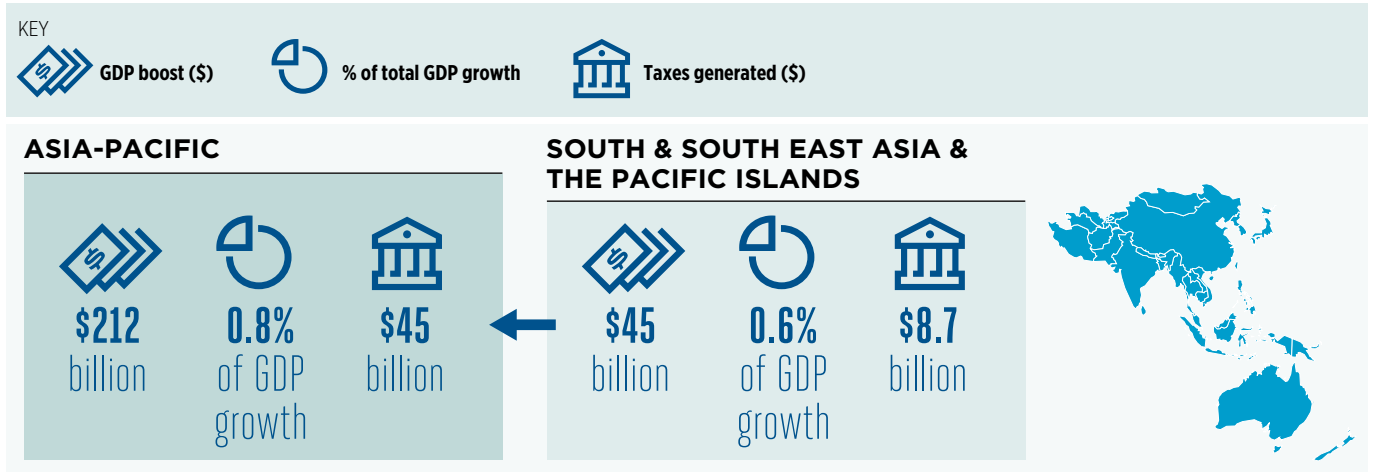 KEY
GDP boost ($)
% of total GDP growth
Taxes generated ($)
ASIA-PACIFIC
$212
billion
0.8%
of GDP
growth
$45
billion
SOUTH & SOUTH EAST ASIA &
THE PACIFIC ISLANDS
$45
billion
0.6%
of GDP
growth
$8.7
billion